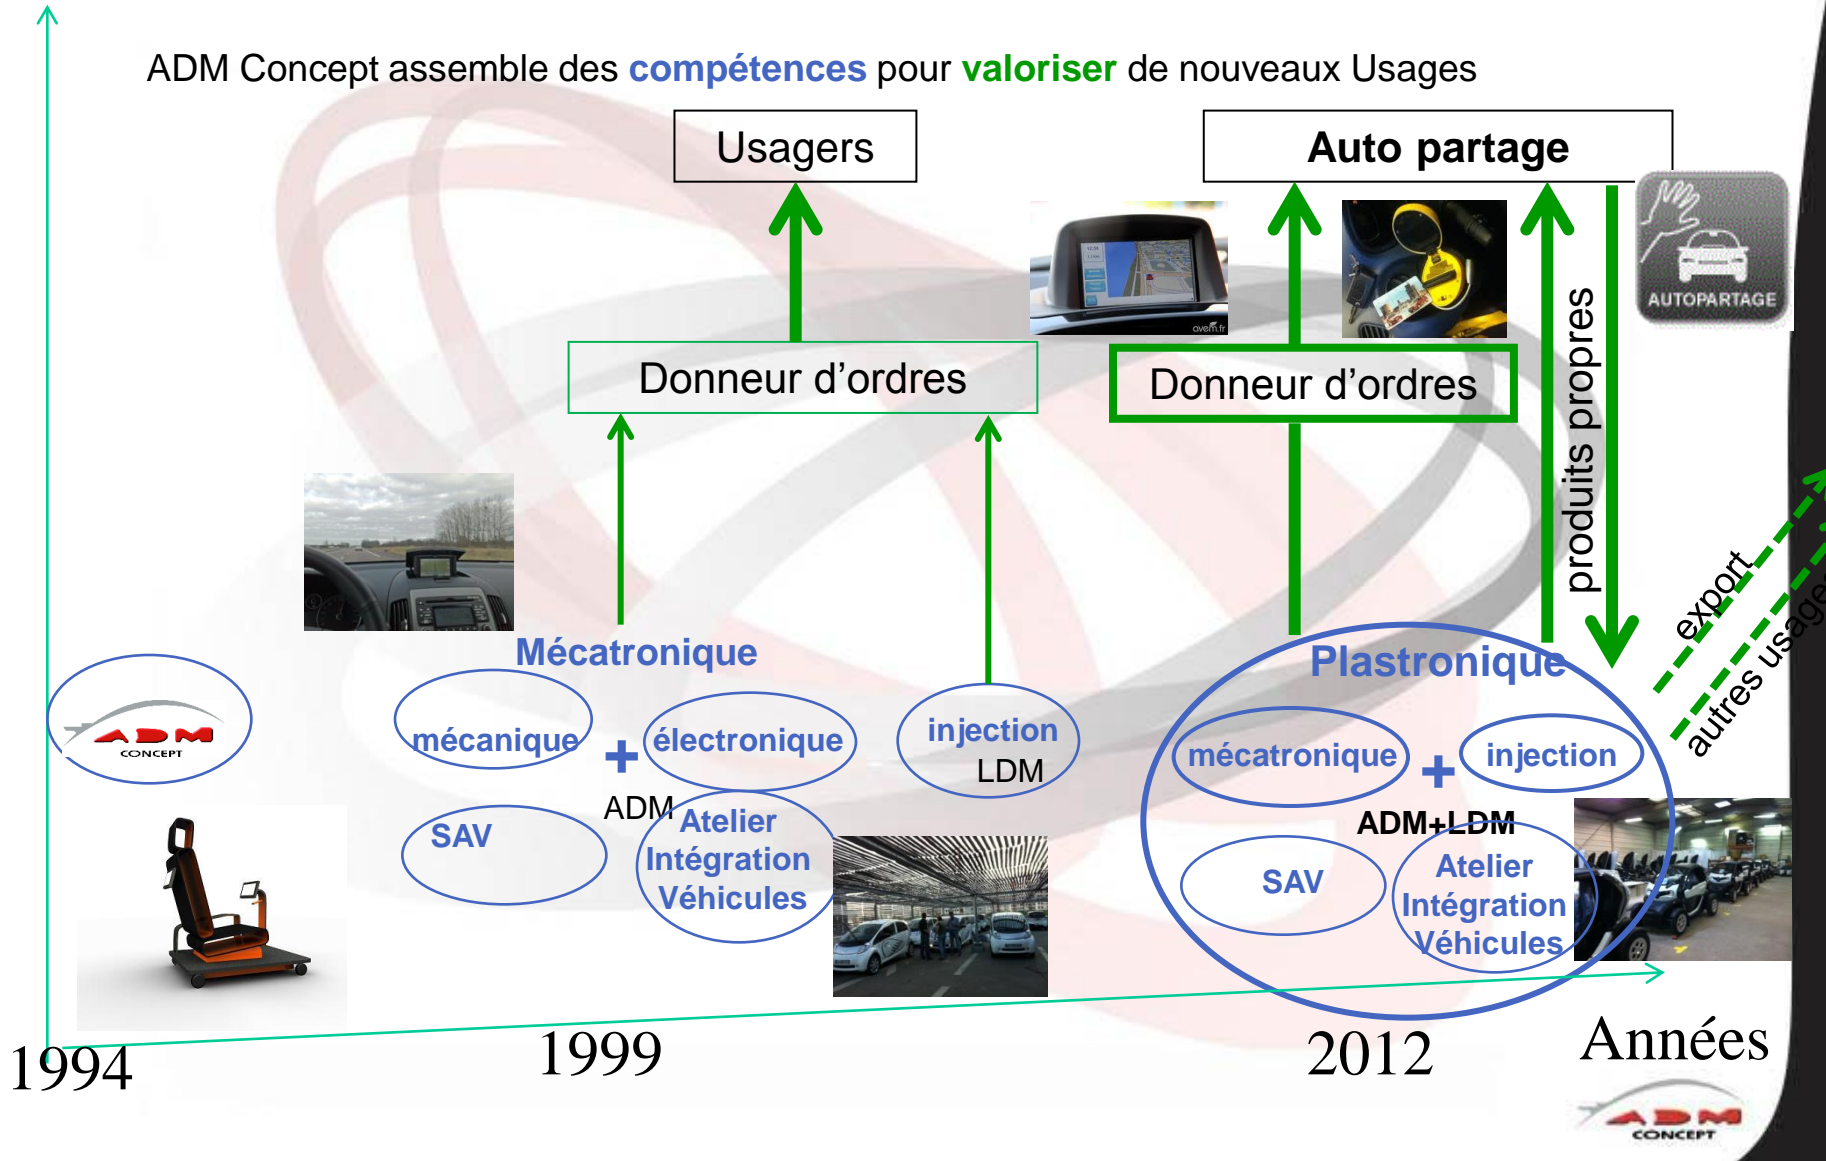 ADM Concept assemble des compétences pour valoriser de nouveaux Usages
Usagers
Auto partage
AUTOPARTAGE
avem.fr
Donneur d'ordres
Donneur d'ordres
produits propres
export
autres usages
Mécatronique
Plastronique
ADM
CONCEPT
mécanique
+
électronique
injection
LDM
mécatronique
+
injection
ADM
ADM+LDM
SAV
Atelier
Intégration
Véhicules
SAV
Atelier
Intégration
Véhicules
1994
1999
2012
Années
ADM
CONCEPT